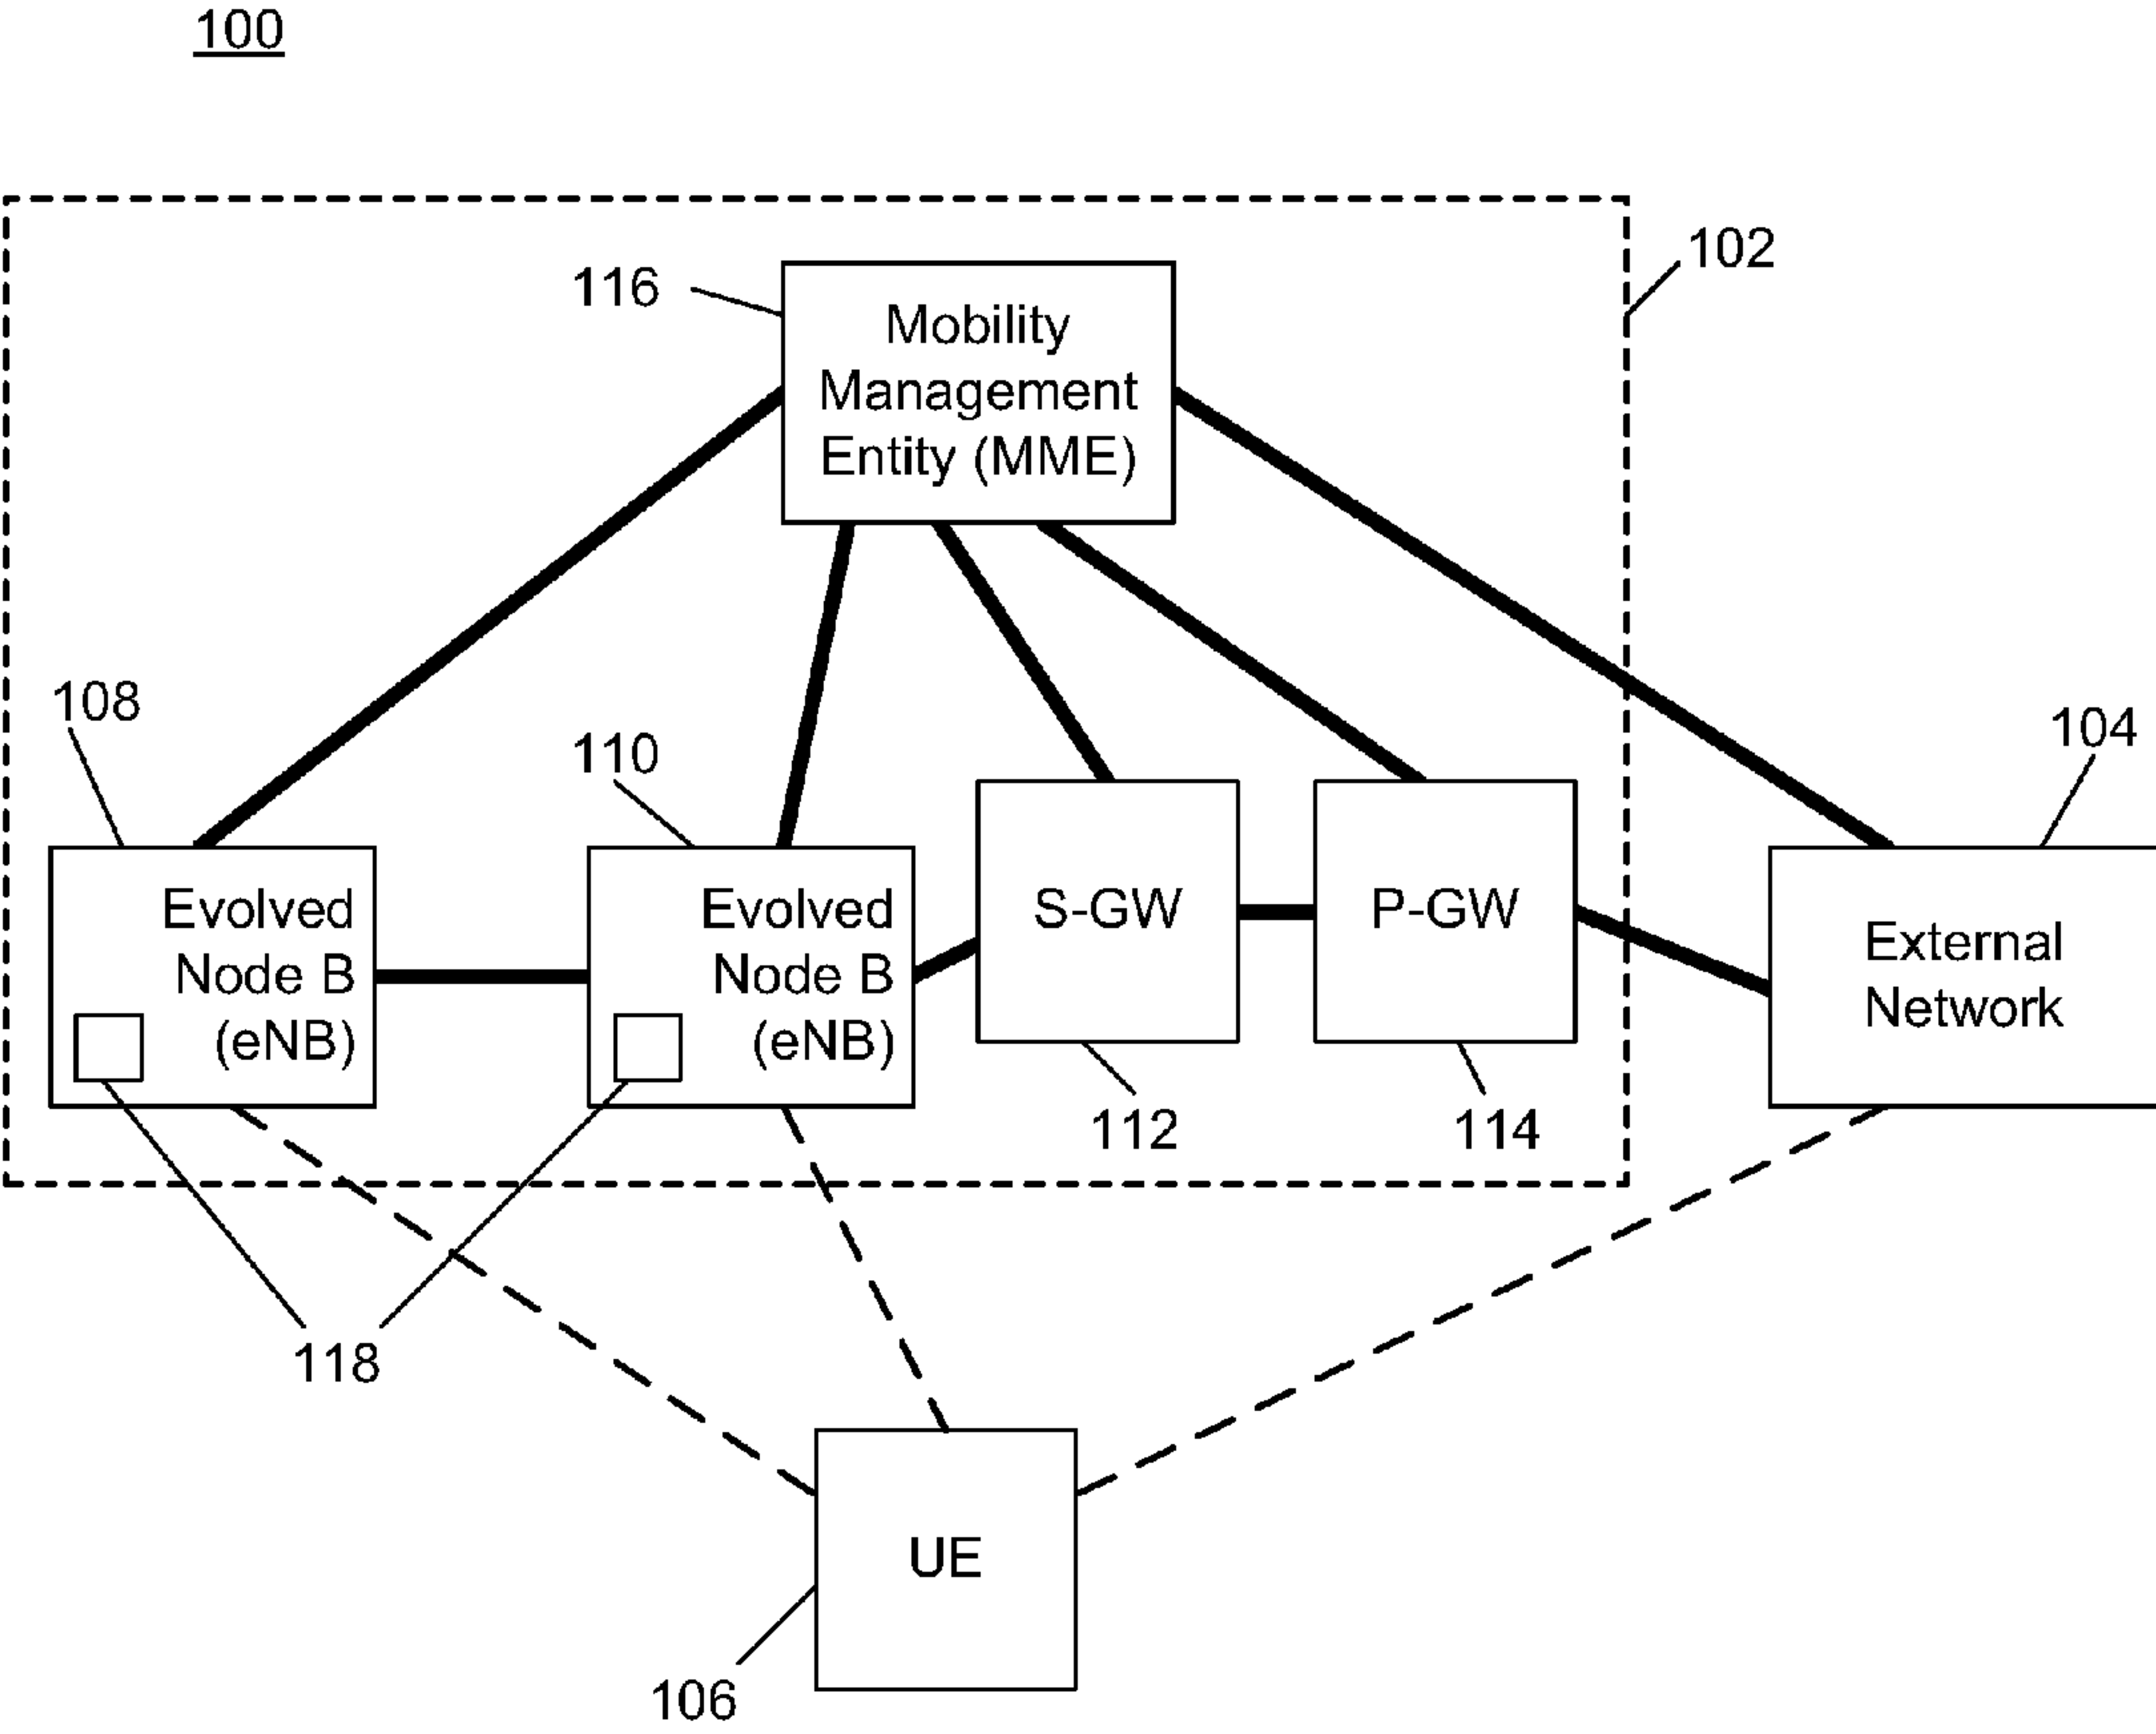 100
102
116
Mobility
Management
Entity (MME)
108
110
104
Evolved
Node B
(eNB)
Evolved
Node B
(eNB)
S-GW
P-GW
External
Network
112
114
118
UE
106